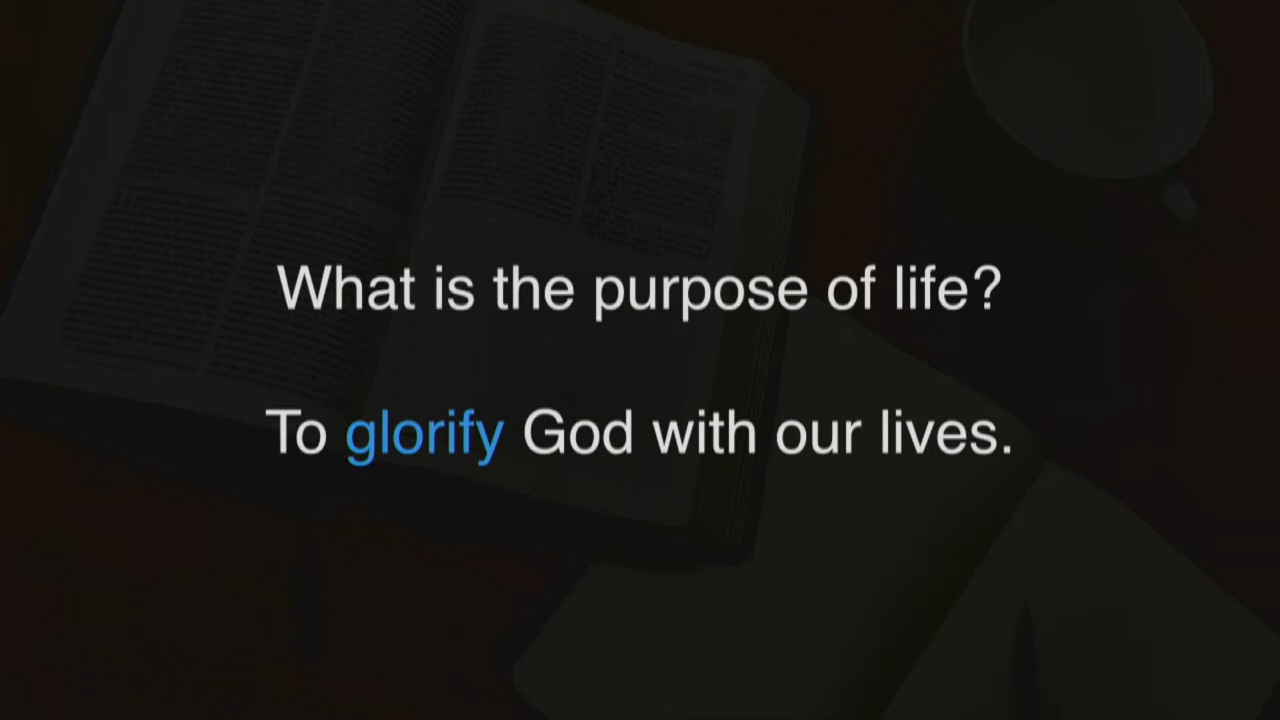 What is the purpose of life?
To glorify God with our lives.